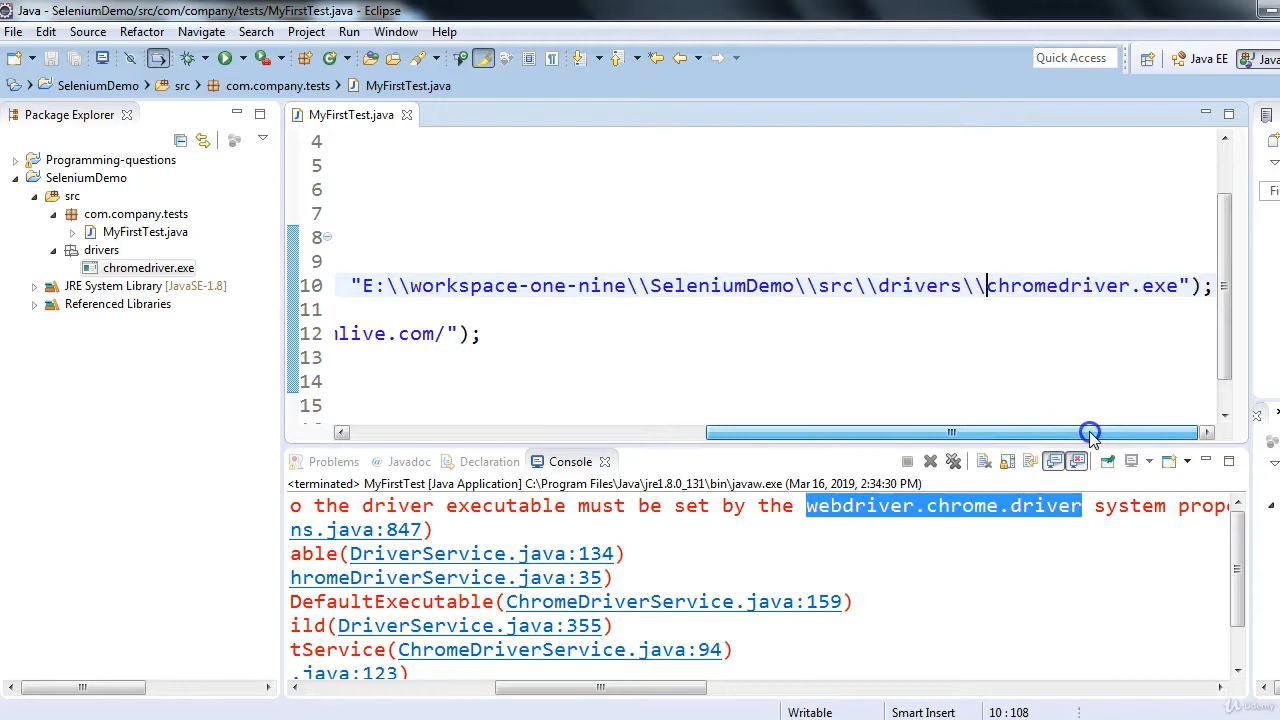 Java - SeleniumDemo/src/com/company/tests/MyFirstTest.java - Eclipse
File Edit Source Refactor Navigate Search Project Run Window Help
Quick Access Java EE Java
SeleniumDemo src com.company.tests MyFirstTest.java
Package Explorer
Programming-questions
SeleniumDemo
src
com.company.tests
MyFirstTest.java
drivers
chromedriver.exe
JRE System Library [JavaSE-1.8]
Referenced Libraries
MyFirstTest.java
4
5
6
7
8
9
10 "E:\\workspace-one-nine\\SeleniumDemo\\src\\drivers\\chromedriver.exe");
11
12 live.com/");
13
14
15
Problems Javadoc Declaration Console
<terminated> MyFirstTest [Java Application] C:\Program Files\Java\jre1.8.0_131\bin\javaw.exe (Mar 16, 2019, 2:34:30 PM)
o the driver executable must be set by the webdriver.chrome.driver system prope
ns.java:847)
able(DriverService.java:134)
hromeDriverService.java:35)
DefaultExecutable(ChromeDriverService.java:159)
ild(DriverService.java:355)
tService(ChromeDriverService.java:94)
.java:123)
Writable Smart Insert 10 : 108
Udemy